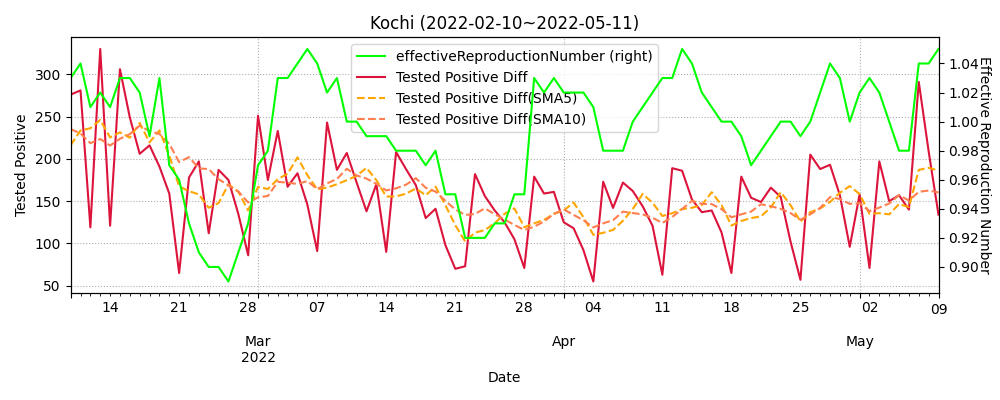 Kochi (2022-02-10~2022-05-11)
effectiveReproductionNumber (right)
Tested Positive Diff
Tested Positive Diff(SMA5)
Tested Positive Diff(SMA10)
Tested Positive
300
250
200
150
100
50
1.04
1.02
1.00
0.98
0.96
0.94
0.92
0.90
Effective Reproduction Number
14 21 28 07 14 21 28 04 11 18 25 02 09
Mar Apr May
2022
Date